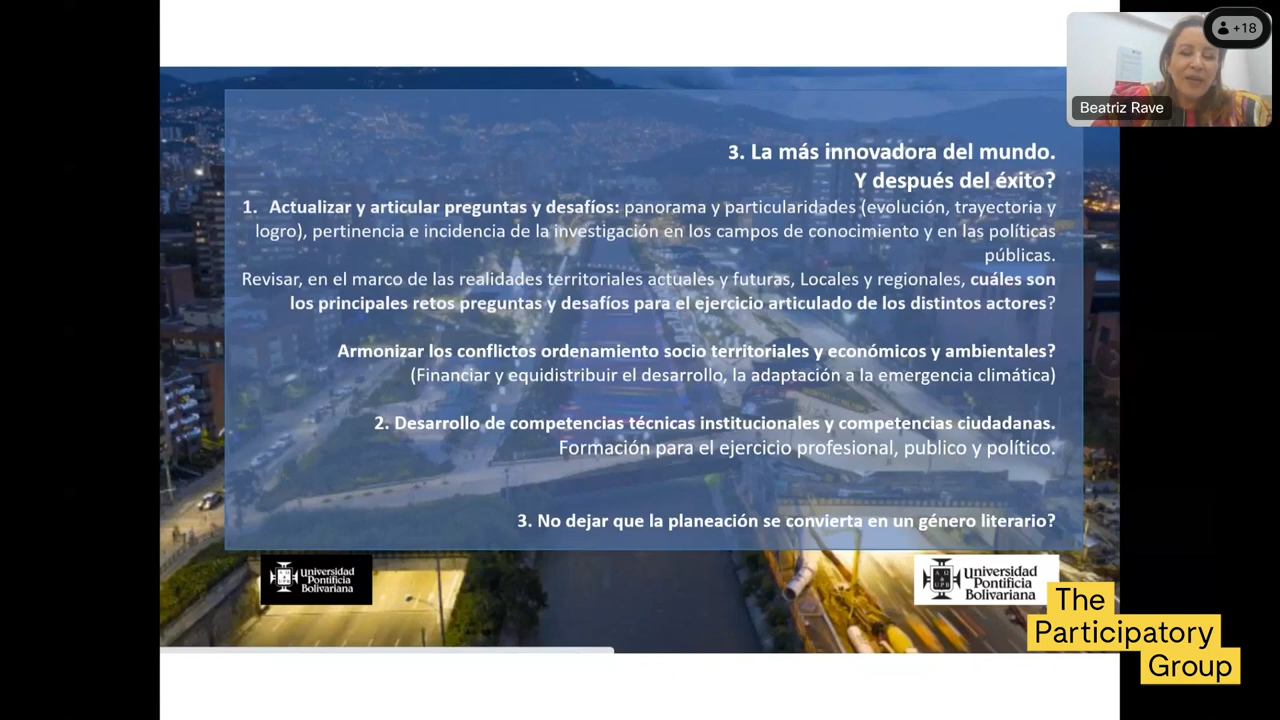 +18
Beatriz Rave
3. La más innovadora del mundo.
Y después del éxito?
1. Actualizar y articular preguntas y desafíos: panorama y particularidades (evolución, trayectoria y
logro), pertinencia e incidencia de la investigación en los campos de conocimiento y en las políticas
públicas.
Revisar, en el marco de las realidades territoriales actuales y futuras, Locales y regionales, cuáles son
los principales retos preguntas y desafíos para el ejercicio articulado de los distintos actores?
Armonizar los conflictos ordenamiento socio territoriales y económicos y ambientales?
(Financiar y equidistribuir el desarrollo, la adaptación a la emergencia climática)
2. Desarrollo de competencias técnicas institucionales y competencias ciudadanas.
Formación para el ejercicio profesional, publico y político.
3. No dejar que la planeación se convierta en un género literario?
Universidad
Pontificia
Bolivariana
Universidad
Pontificia
Bolivariana
The
Participatory
Group